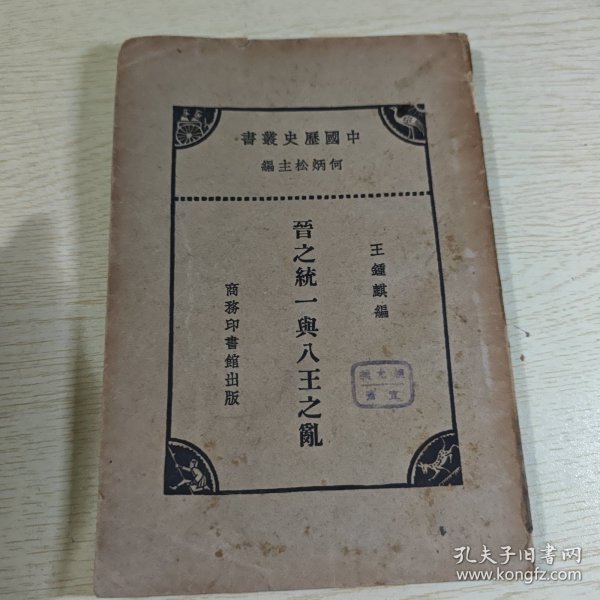 中國歷史叢書
何炳松主編
王鍾麒編
晉之統一與八王之亂
商務印書館出版
孔夫子旧书网
www.kongfz.com